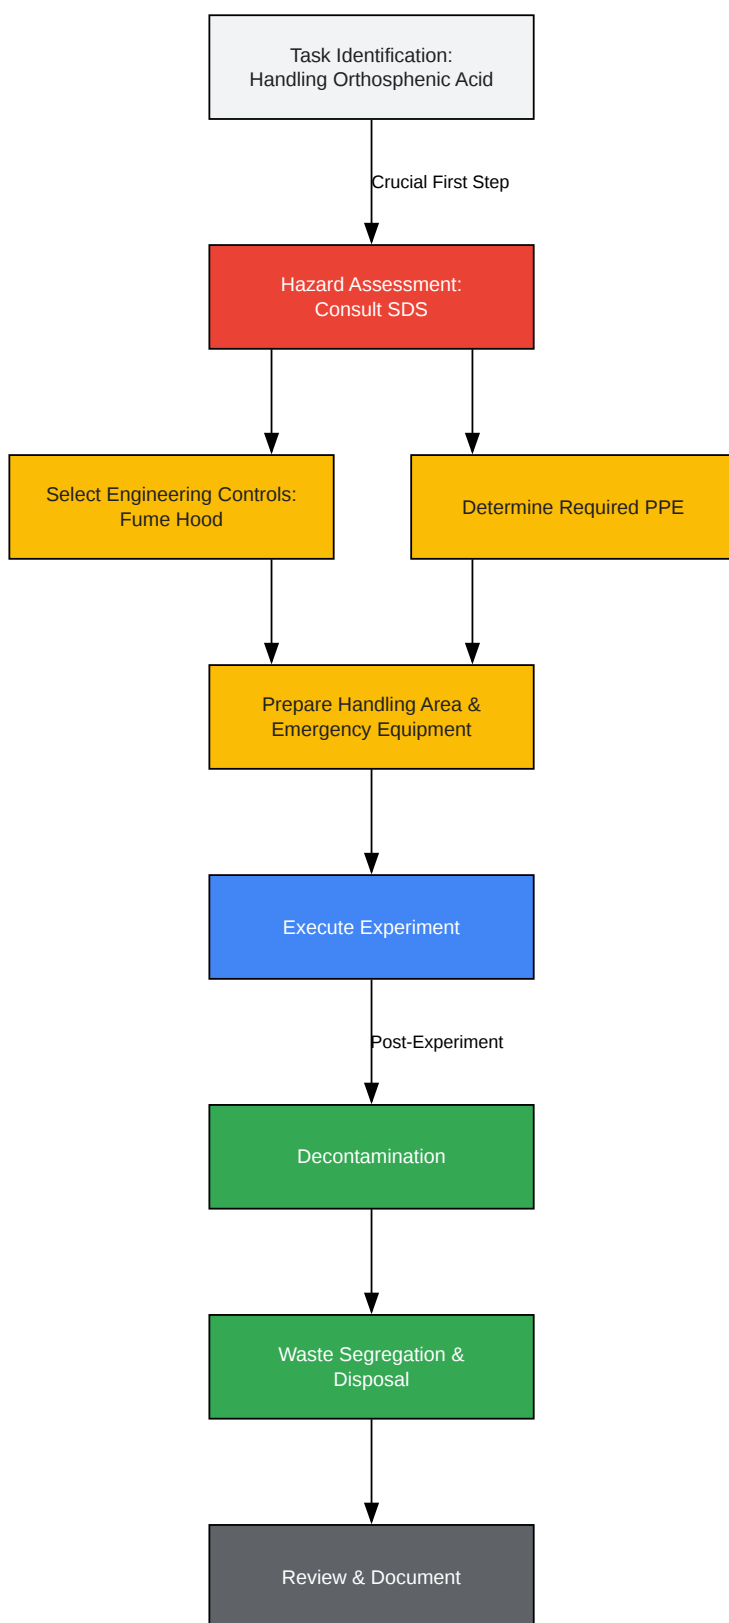 Task Identification:
Handling Orthosphenic Acid
Crucial First Step
Hazard Assessment:
Consult SDS
Select Engineering Controls:
Fume Hood
Determine Required PPE
Prepare Handling Area &
Emergency Equipment
Execute Experiment
Post-Experiment
Decontamination
Waste Segregation &
Disposal
Review & Document